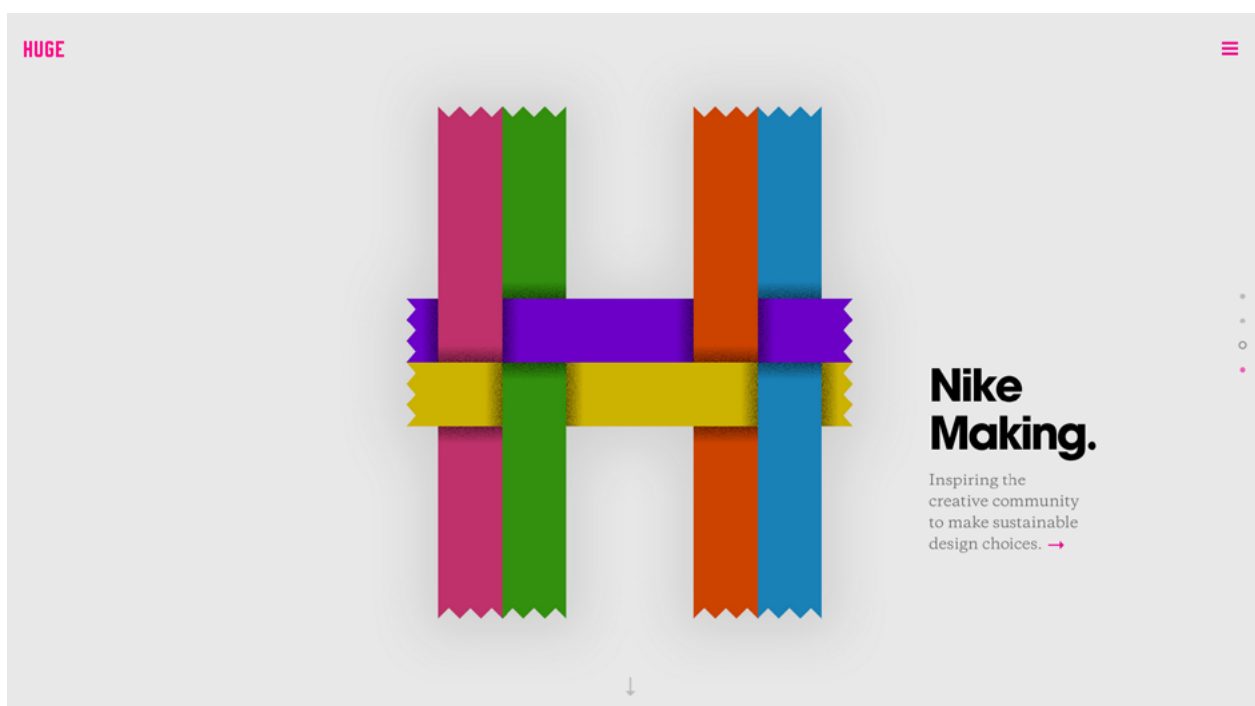 HUGE
Nike
Making.
Inspiring the
creative community
to make sustainable
design choices. →